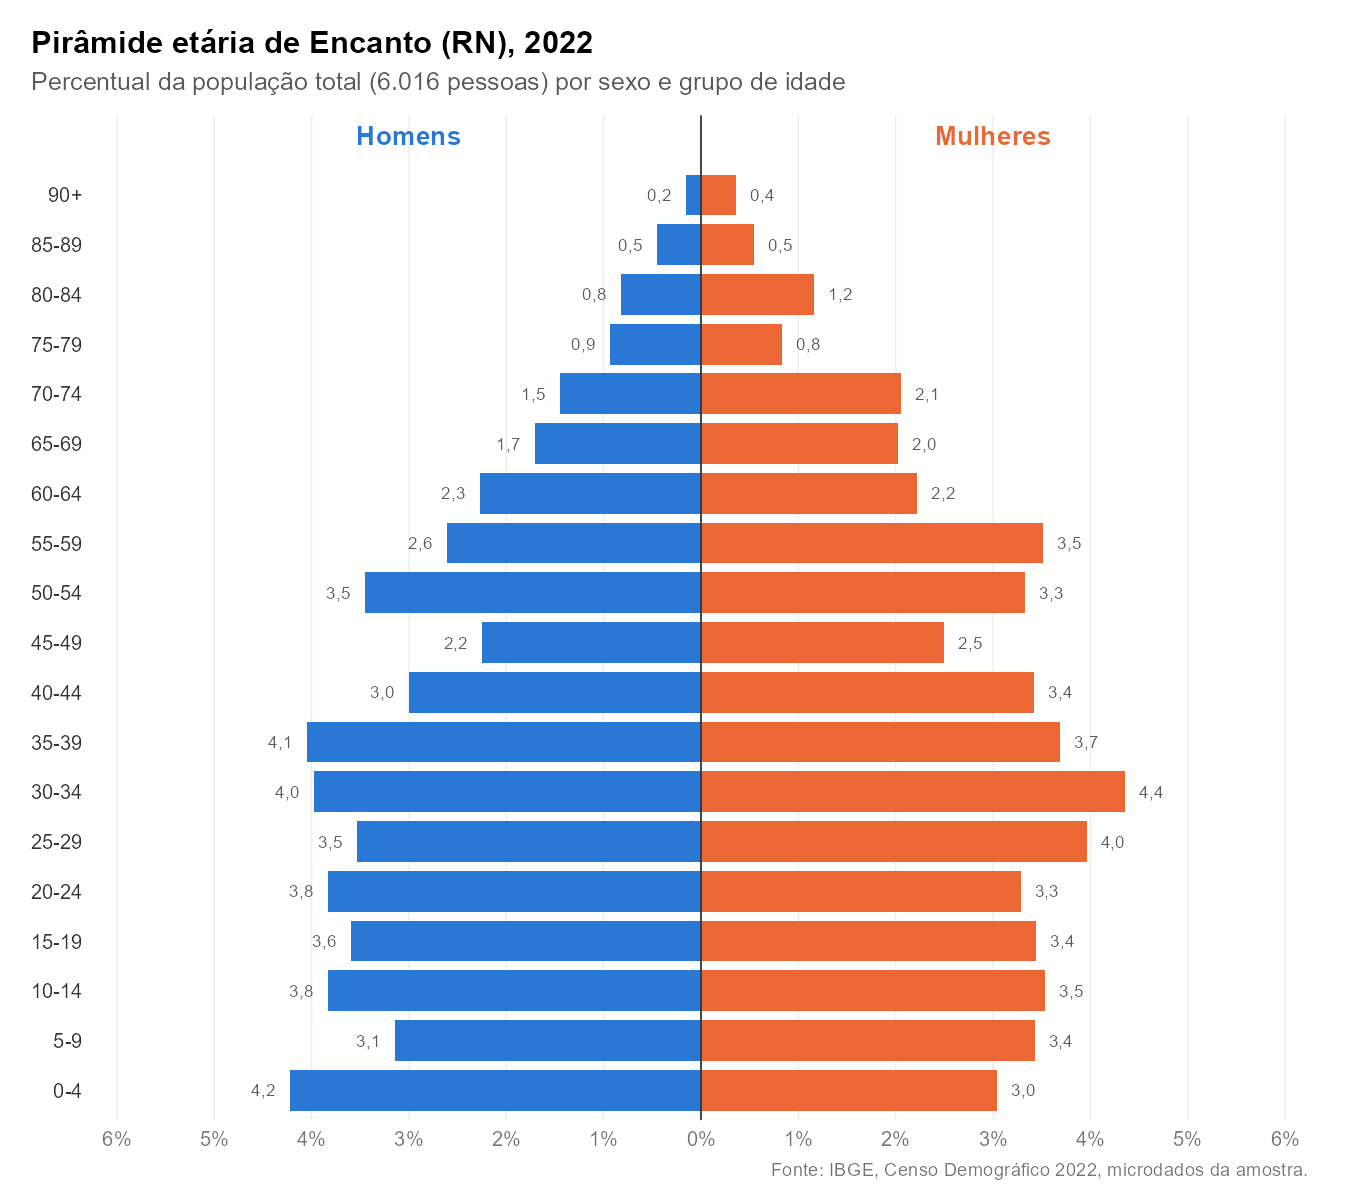 Pirâmide etária de Encanto (RN), 2022
Percentual da população total (6.016 pessoas) por sexo e grupo de idade
Homens Mulheres
90+ 0,2 0,4
85-89 0,5 0,5
80-84 0,8 1,2
75-79 0,9 0,8
70-74 1,5 2,1
65-69 1,7 2,0
60-64 2,3 2,2
55-59 2,6 3,5
50-54 3,5 3,3
45-49 2,2 2,5
40-44 3,0 3,4
35-39 4,1 3,7
30-34 4,0 4,4
25-29 3,5 4,0
20-24 3,8 3,3
15-19 3,6 3,4
10-14 3,8 3,5
5-9 3,1 3,4
0-4 4,2 3,0
6% 5% 4% 3% 2% 1% 0% 1% 2% 3% 4% 5% 6%
Fonte: IBGE, Censo Demográfico 2022, microdados da amostra.